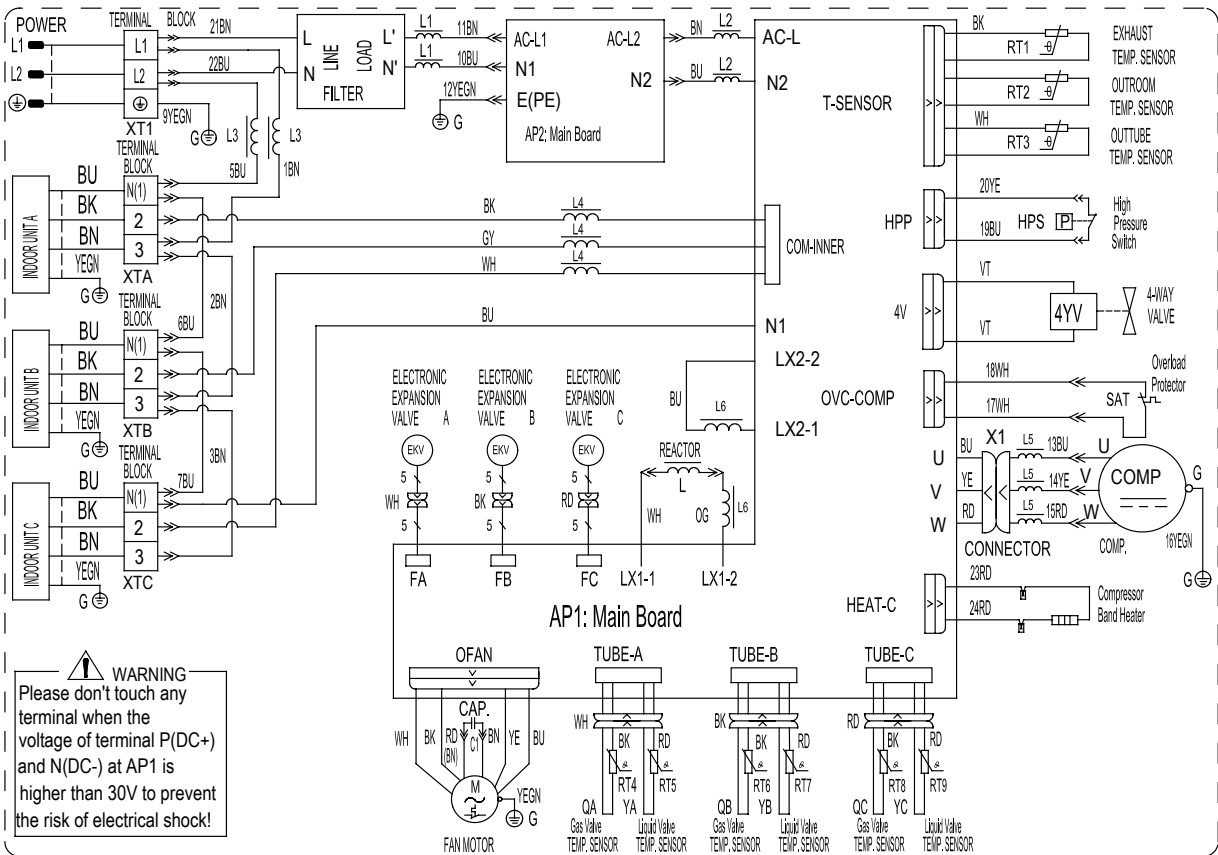 POWER
TERMINAL BLOCK
L1
L2
L1
L2
XT1
21BN
22BU
9YEGN
G
L
N
LINE
LOAD
FILTER
L'
N'
L1
L1
11BN
10BU
12YEGN
G
AC-L1
N1
E(PE)
AC-L2
N2
AP2: Main Board
BN
BU
L2
L2
AC-L
N2
L3
L3
5BU
1BN
TERMINAL
BLOCK
INDOOR UNIT A
BU
BK
BN
YEGN
G
N(1)
2
3
XTA
TERMINAL
BLOCK
2BN
6BU
INDOOR UNIT B
BU
BK
BN
YEGN
G
N(1)
2
3
XTB
TERMINAL
BLOCK
3BN
7BU
INDOOR UNIT C
BU
BK
BN
YEGN
G
N(1)
2
3
XTC
BK
GY
WH
L4
L4
L4
COM-INNER
BU
N1
LX2-2
LX2-1
BU
L6
ELECTRONIC
EXPANSION
VALVE A
ELECTRONIC
EXPANSION
VALVE B
ELECTRONIC
EXPANSION
VALVE C
EKV
EKV
EKV
5
5
5
WH
BK
RD
5
5
5
FA
FB
FC
REACTOR
L
WH
OG
L6
LX1-1
LX1-2
AP1: Main Board
T-SENSOR
BK
RT1
θ
EXHAUST
TEMP. SENSOR
RT2
θ
OUTROOM
TEMP. SENSOR
WH
RT3
θ
OUTTUBE
TEMP. SENSOR
HPP
20YE
19BU
HPS
P
High
Pressure
Switch
4V
VT
VT
4YV
4-WAY
VALVE
OVC-COMP
18WH
17WH
SAT
Overload
Protector
U
V
W
BU
YE
RD
X1
CONNECTOR
L5
L5
L5
13BU
14YE
15RD
U
V
W
COMP
COMP.
16YEGN
G
G
HEAT-C
23RD
24RD
Compressor
Band Heater
OFAN
CAP.
C1
WH
BK
RD
(BN)
BN
YE
BU
M
YEGN
G
FAN MOTOR
TUBE-A
WH
BK
RD
RT4
RT5
QA
YA
Gas Valve
TEMP. SENSOR
Liquid Valve
TEMP. SENSOR
TUBE-B
BK
BK
RD
RT6
RT7
QB
YB
Gas Valve
TEMP. SENSOR
Liquid Valve
TEMP. SENSOR
TUBE-C
RD
BK
RD
RT8
RT9
QC
YC
Gas Valve
TEMP. SENSOR
Liquid Valve
TEMP. SENSOR
WARNING
Please don't touch any
terminal when the
voltage of terminal P(DC+)
and N(DC-) at AP1 is
higher than 30V to prevent
the risk of electrical shock!